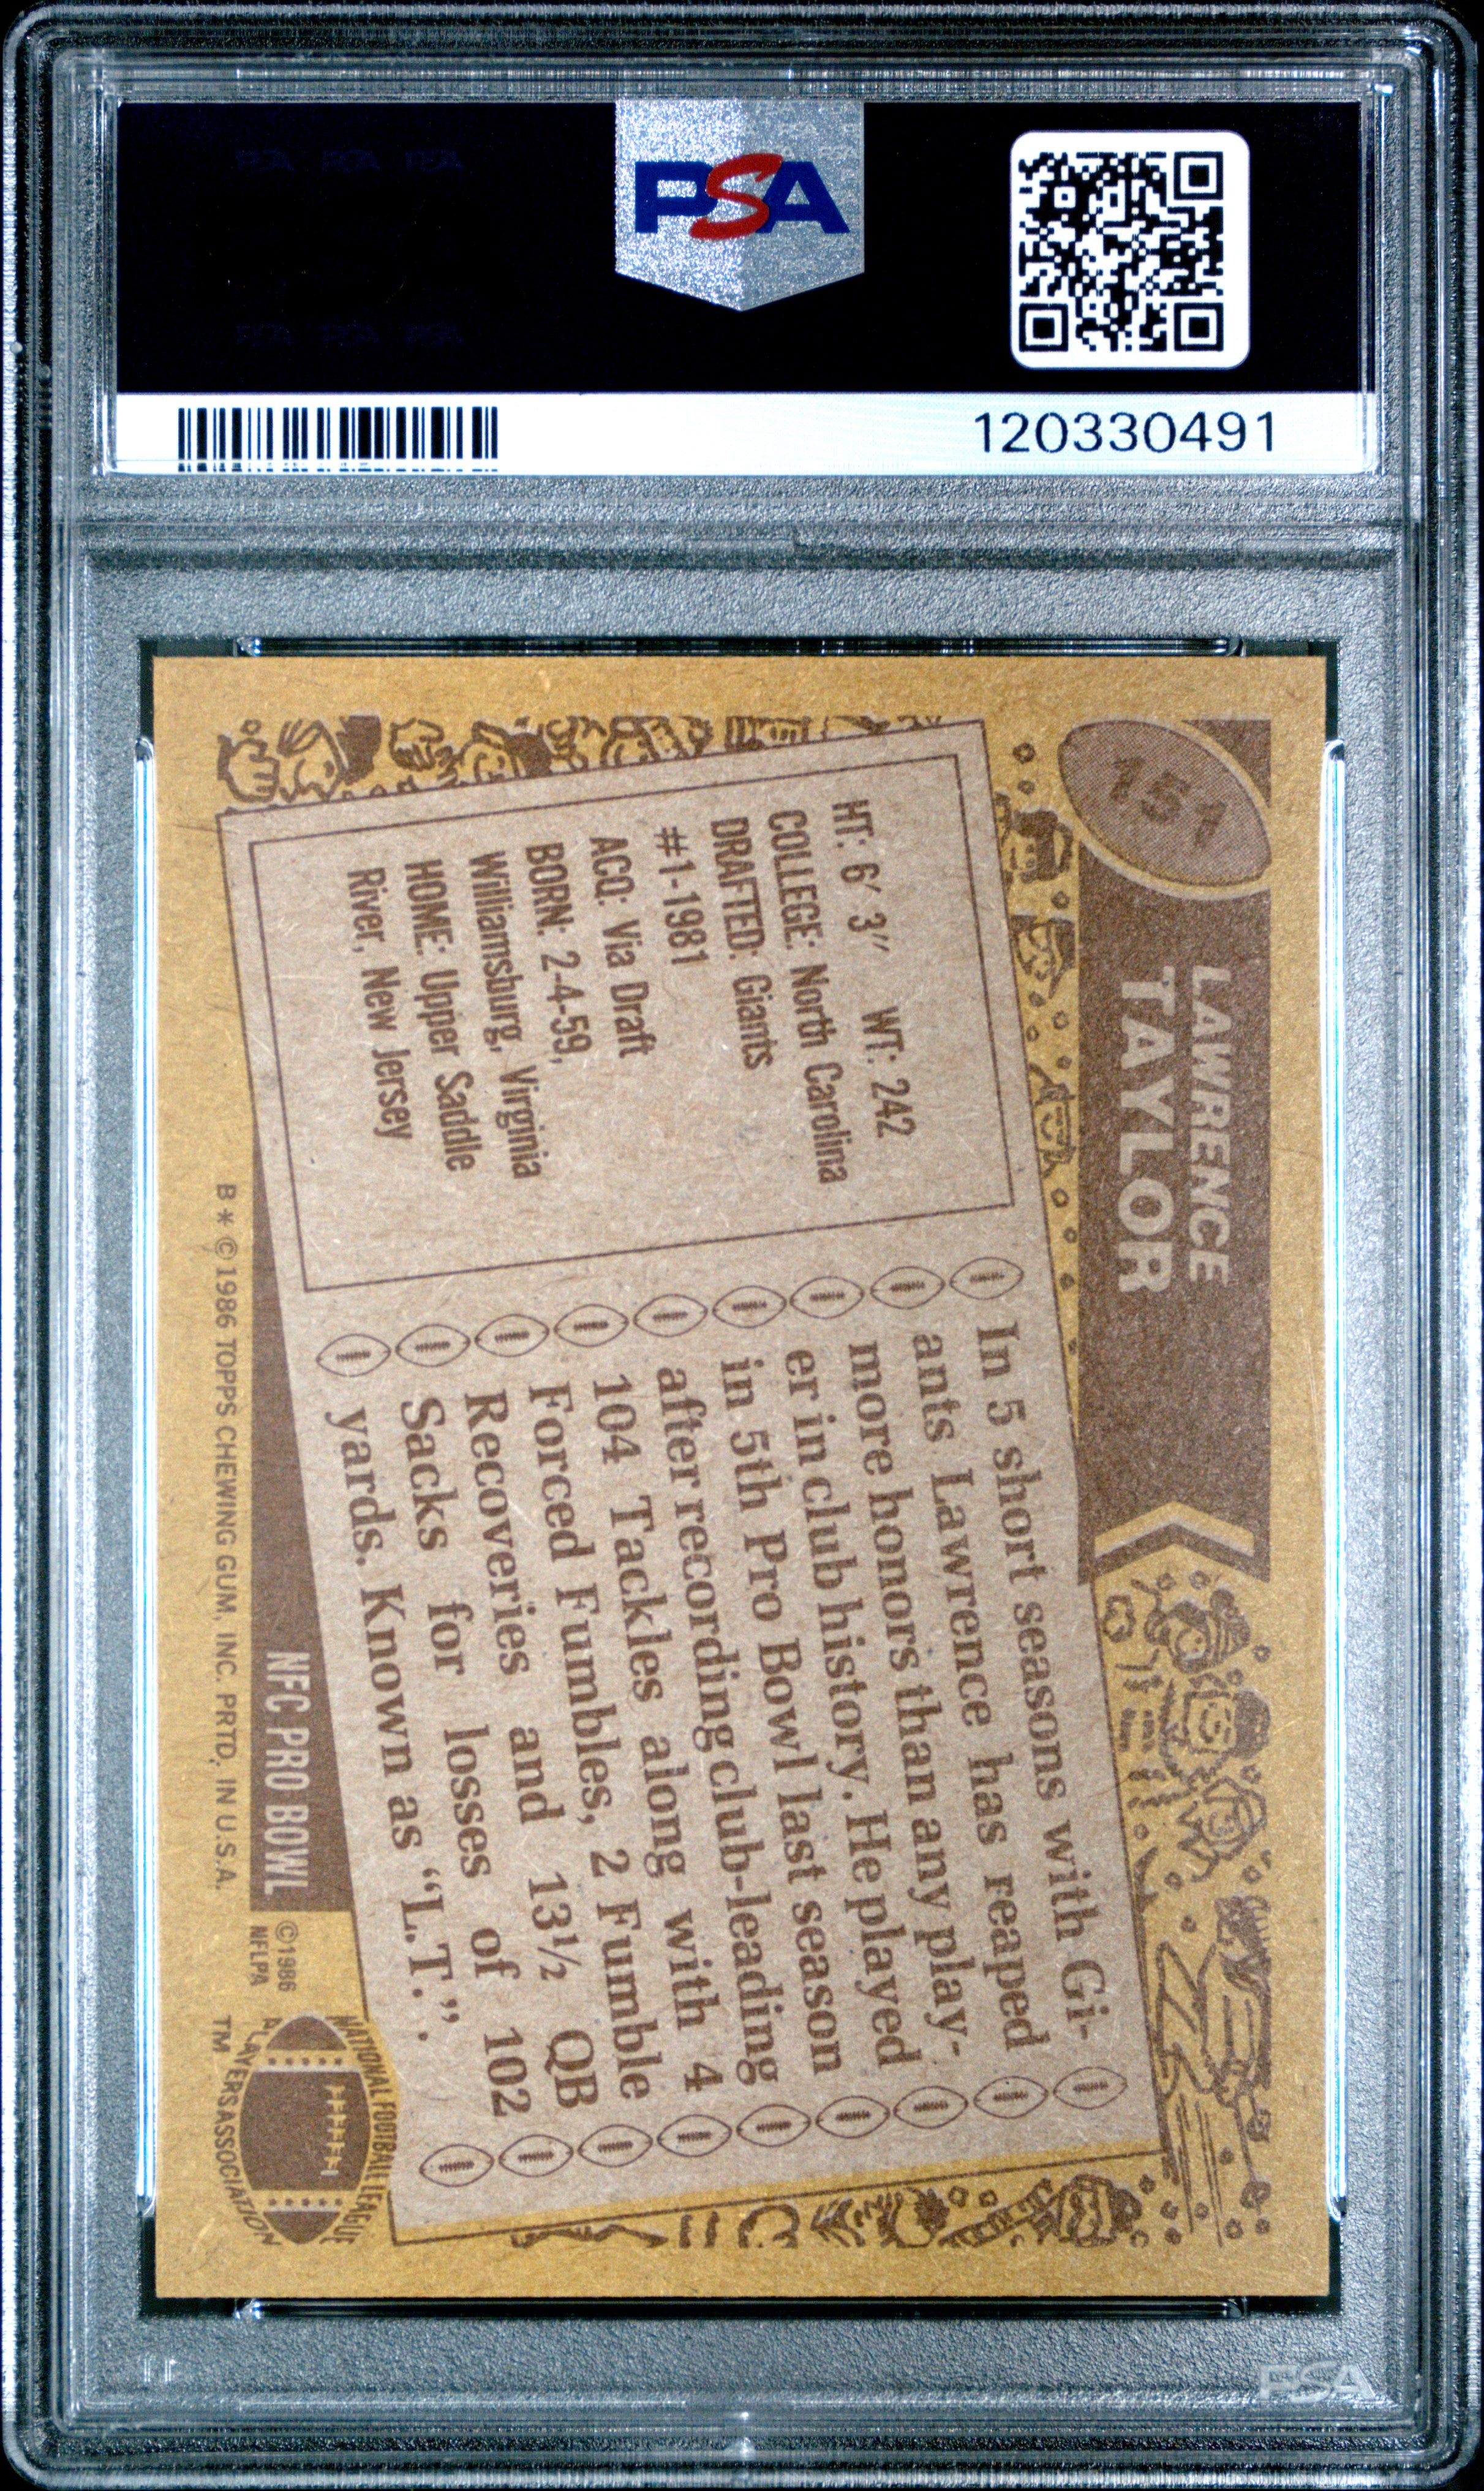 PSA
120330491
151
LAWRENCE
TAYLOR
HT: 6' 3" WT: 242
COLLEGE: North Carolina
DRAFTED: Giants
#1-1981
ACQ: Via Draft
BORN: 2-4-59,
Williamsburg, Virginia
HOME: Upper Saddle
River, New Jersey
In 5 short seasons with Gi-
ants Lawrence has reaped
more honors than any play-
er in club history. He played
in 5th Pro Bowl last season
after recording club-leading
104 Tackles along with 4
Forced Fumbles, 2 Fumble
Recoveries and 13½ QB
Sacks for losses of 102
yards. Known as "L.T.".
NFC PRO BOWL
B * © 1986 TOPPS CHEWING GUM, INC. PRTD. IN U.S.A.
© 1986
NFLPA
NATIONAL FOOTBALL LEAGUE
PLAYERS ASSOCIATION
TM
PSA